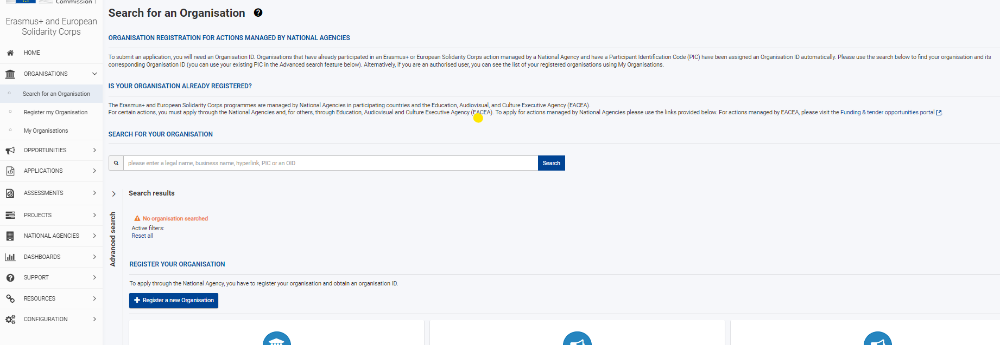 Commission
Erasmus+ and European
Solidarity Corps
HOME
ORGANISATIONS
Search for an Organisation
Register my Organisation
My Organisations
OPPORTUNITIES
APPLICATIONS
ASSESSMENTS
PROJECTS
NATIONAL AGENCIES
DASHBOARDS
SUPPORT
RESOURCES
CONFIGURATION
Search for an Organisation
ORGANISATION REGISTRATION FOR ACTIONS MANAGED BY NATIONAL AGENCIES
To submit an application, you will need an Organisation ID. Organisations that have already participated in an Erasmus+ or European Solidarity Corps action managed by a National Agency and have a Participant Identification Code (PIC) have been assigned an Organisation ID automatically. Please use the search below to find your organisation and its
corresponding Organisation ID (you can use your existing PIC in the Advanced search feature below). Alternatively, if you are an authorised user, you can see the list of your registered organisations using My Organisations.
IS YOUR ORGANISATION ALREADY REGISTERED?
The Erasmus+ and European Solidarity Corps programmes are managed by National Agencies in participating countries and the Education, Audiovisual, and Culture Executive Agency (EACEA).
For certain actions, you must apply through the National Agencies and, for others, through Education, Audiovisual and Culture Executive Agency (EACEA). To apply for actions managed by National Agencies please use the links provided below. For actions managed by EACEA, please visit the Funding & tender opportunities portal.
SEARCH FOR YOUR ORGANISATION
please enter a legal name, business name, hyperlink, PIC or an OID
Search
Advanced search
Search results
No organisation searched
Active filters:
Reset all
REGISTER YOUR ORGANISATION
To apply through the National Agency, you have to register your organisation and obtain an organisation ID.
Register a new Organisation